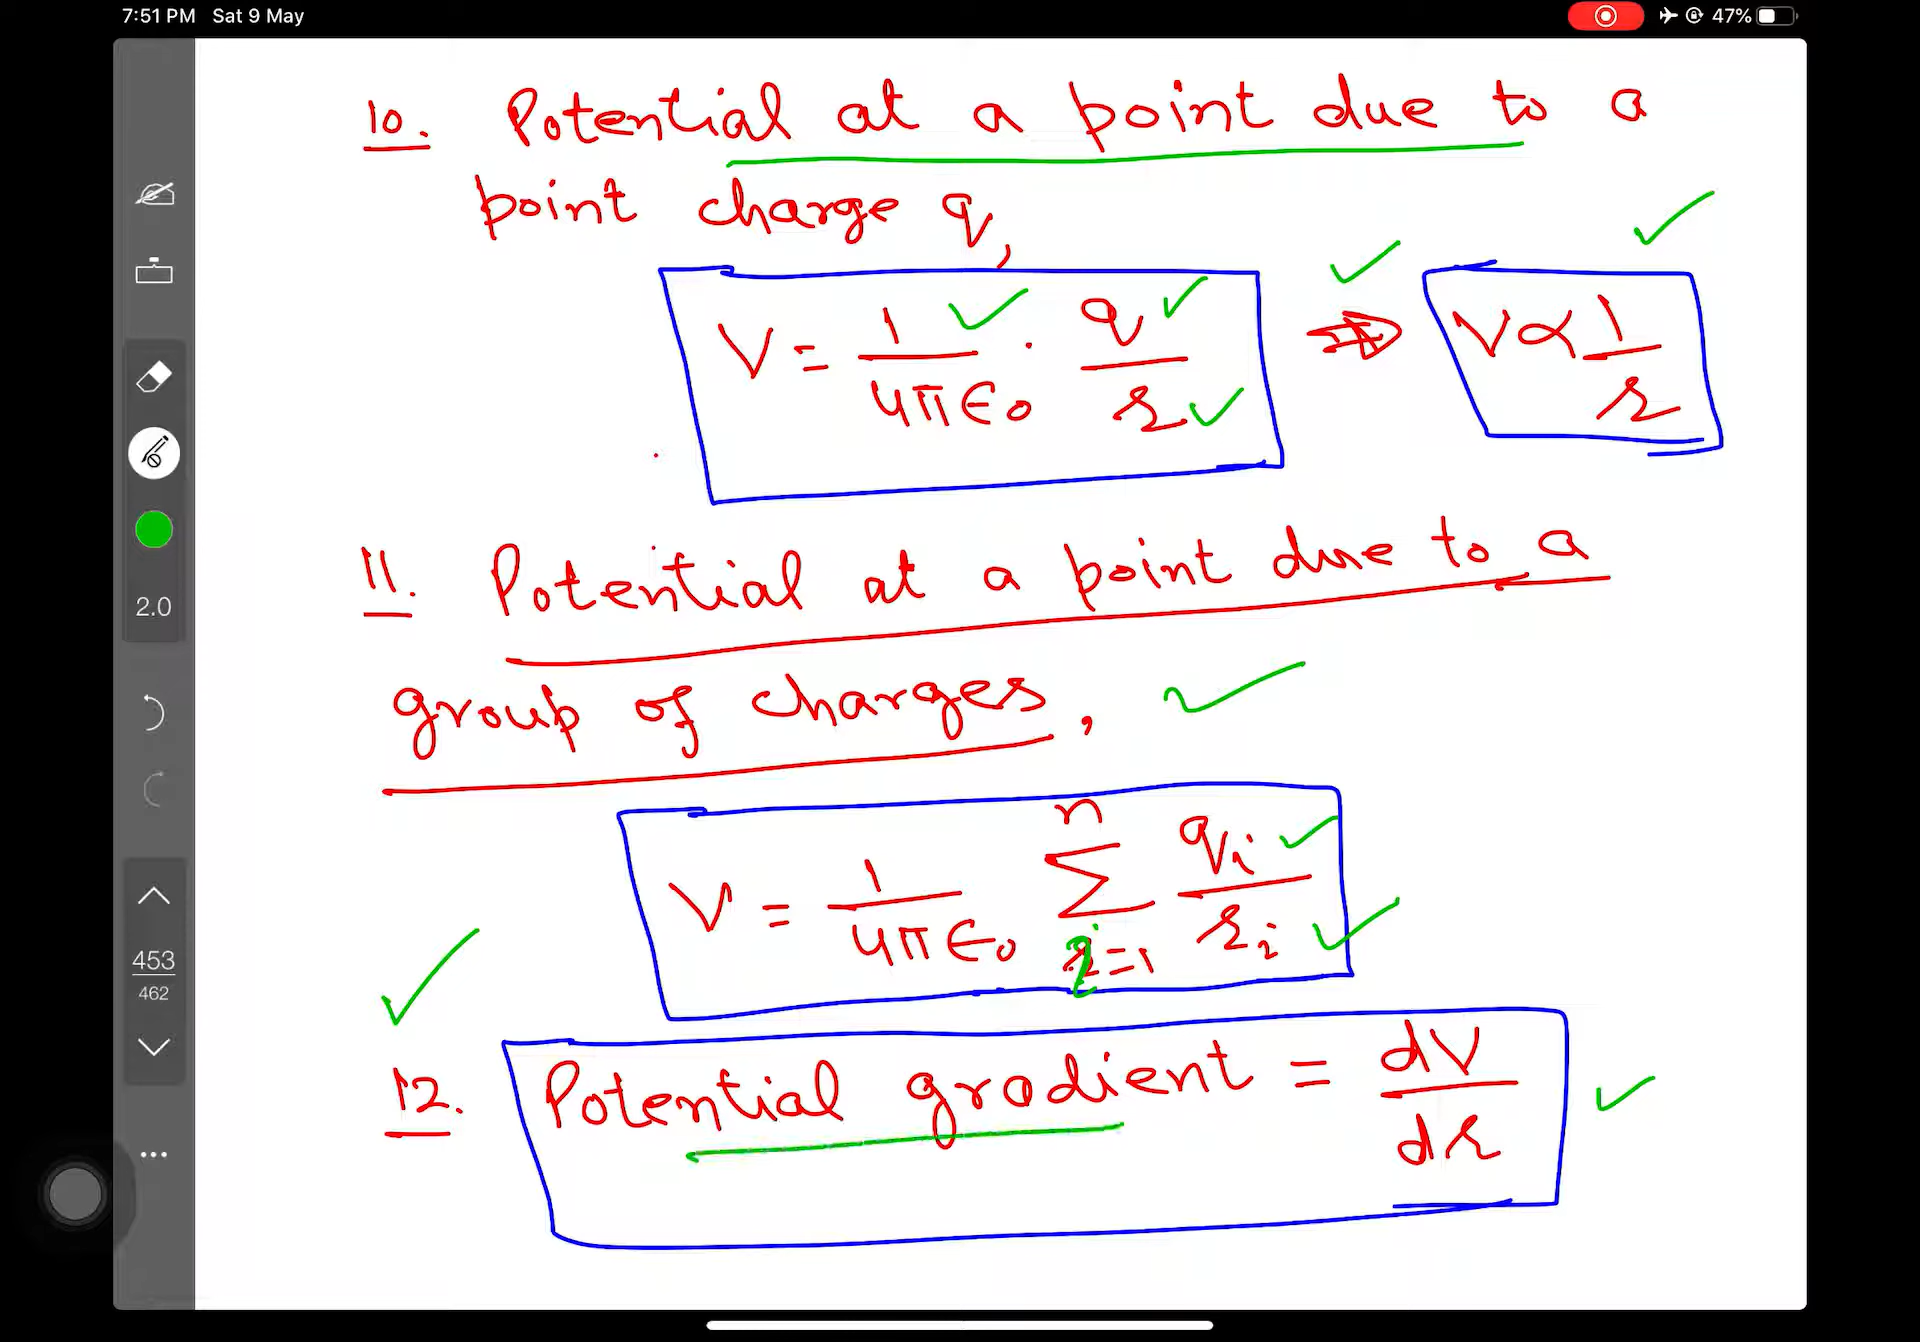 7:51 PM Sat 9 May
47%
10. Potential at a point due to a
point charge q,
V = 1/4πε₀ · q/r ⇒ V ∝ 1/r
11. Potential at a point due to a
group of charges,
V = 1/4πε₀ Σ n i=1 qᵢ/rᵢ
12. Potential gradient = dV/dr
2.0
453
462